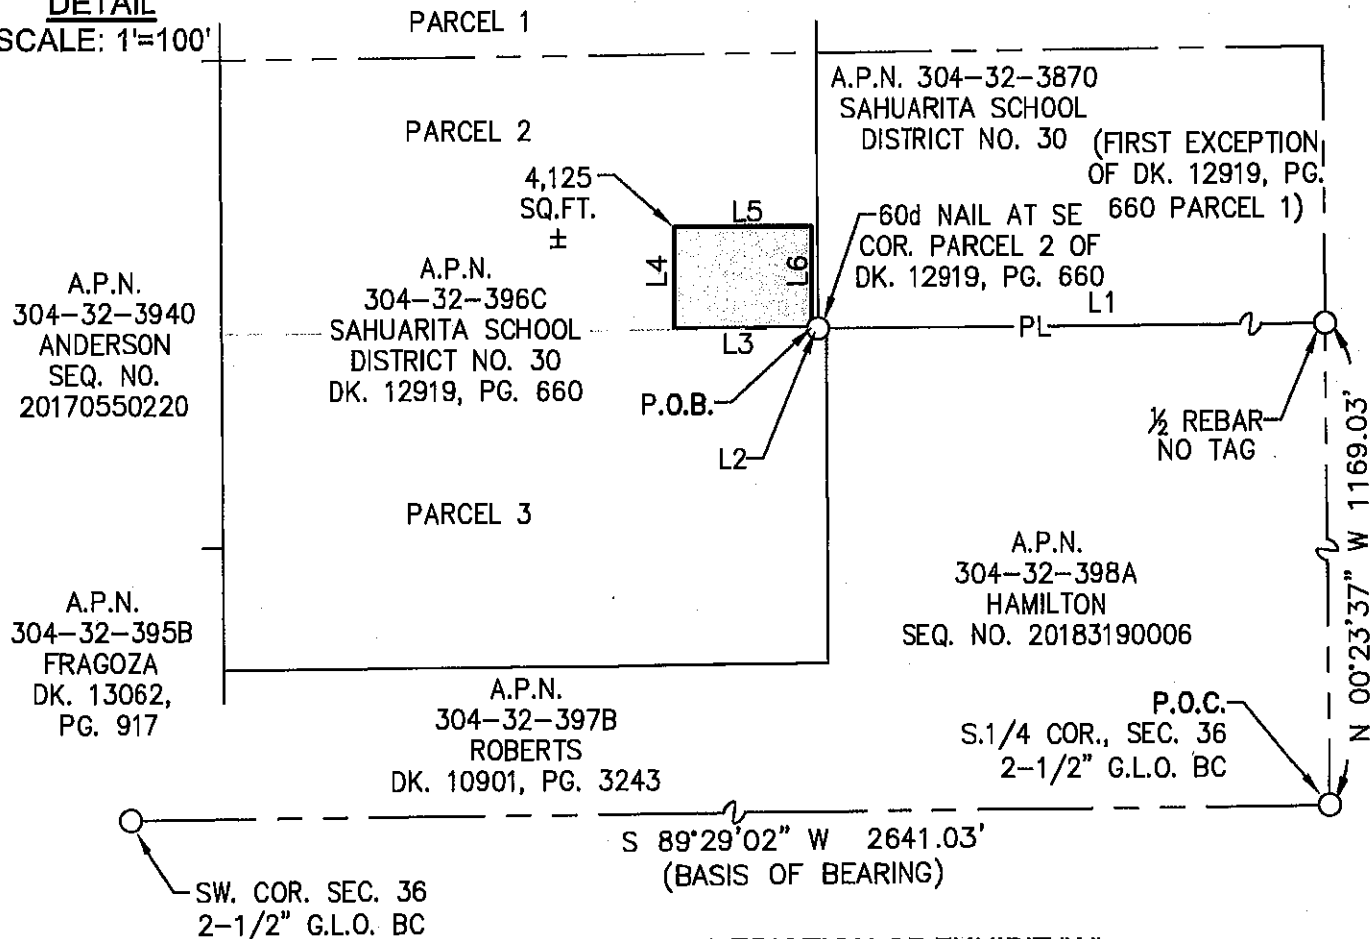 DETAIL
SCALE: 1'=100'
PARCEL 1
A.P.N. 304-32-3870
SAHUARITA SCHOOL
DISTRICT NO. 30
(FIRST EXCEPTION
OF DK. 12919, PG.
660 PARCEL 1)
PARCEL 2
4,125
SQ.FT.
±
L5
L4
L6
L3
60d NAIL AT SE
COR. PARCEL 2 OF
DK. 12919, PG. 660
L1
PL
A.P.N.
304-32-3940
ANDERSON
SEQ. NO.
20170550220
A.P.N.
304-32-396C
SAHUARITA SCHOOL
DISTRICT NO. 30
DK. 12919, PG. 660
P.O.B.
L2
½ REBAR
NO TAG
N 00°23'37" W 1169.03'
PARCEL 3
A.P.N.
304-32-398A
HAMILTON
SEQ. NO. 20183190006
A.P.N.
304-32-395B
FRAGOZA
DK. 13062,
PG. 917
A.P.N.
304-32-397B
ROBERTS
DK. 10901, PG. 3243
P.O.C.
S.1/4 COR., SEC. 36
2-1/2" G.L.O. BC
S 89°29'02" W 2641.03'
(BASIS OF BEARING)
SW. COR. SEC. 36
2-1/2" G.L.O. BC